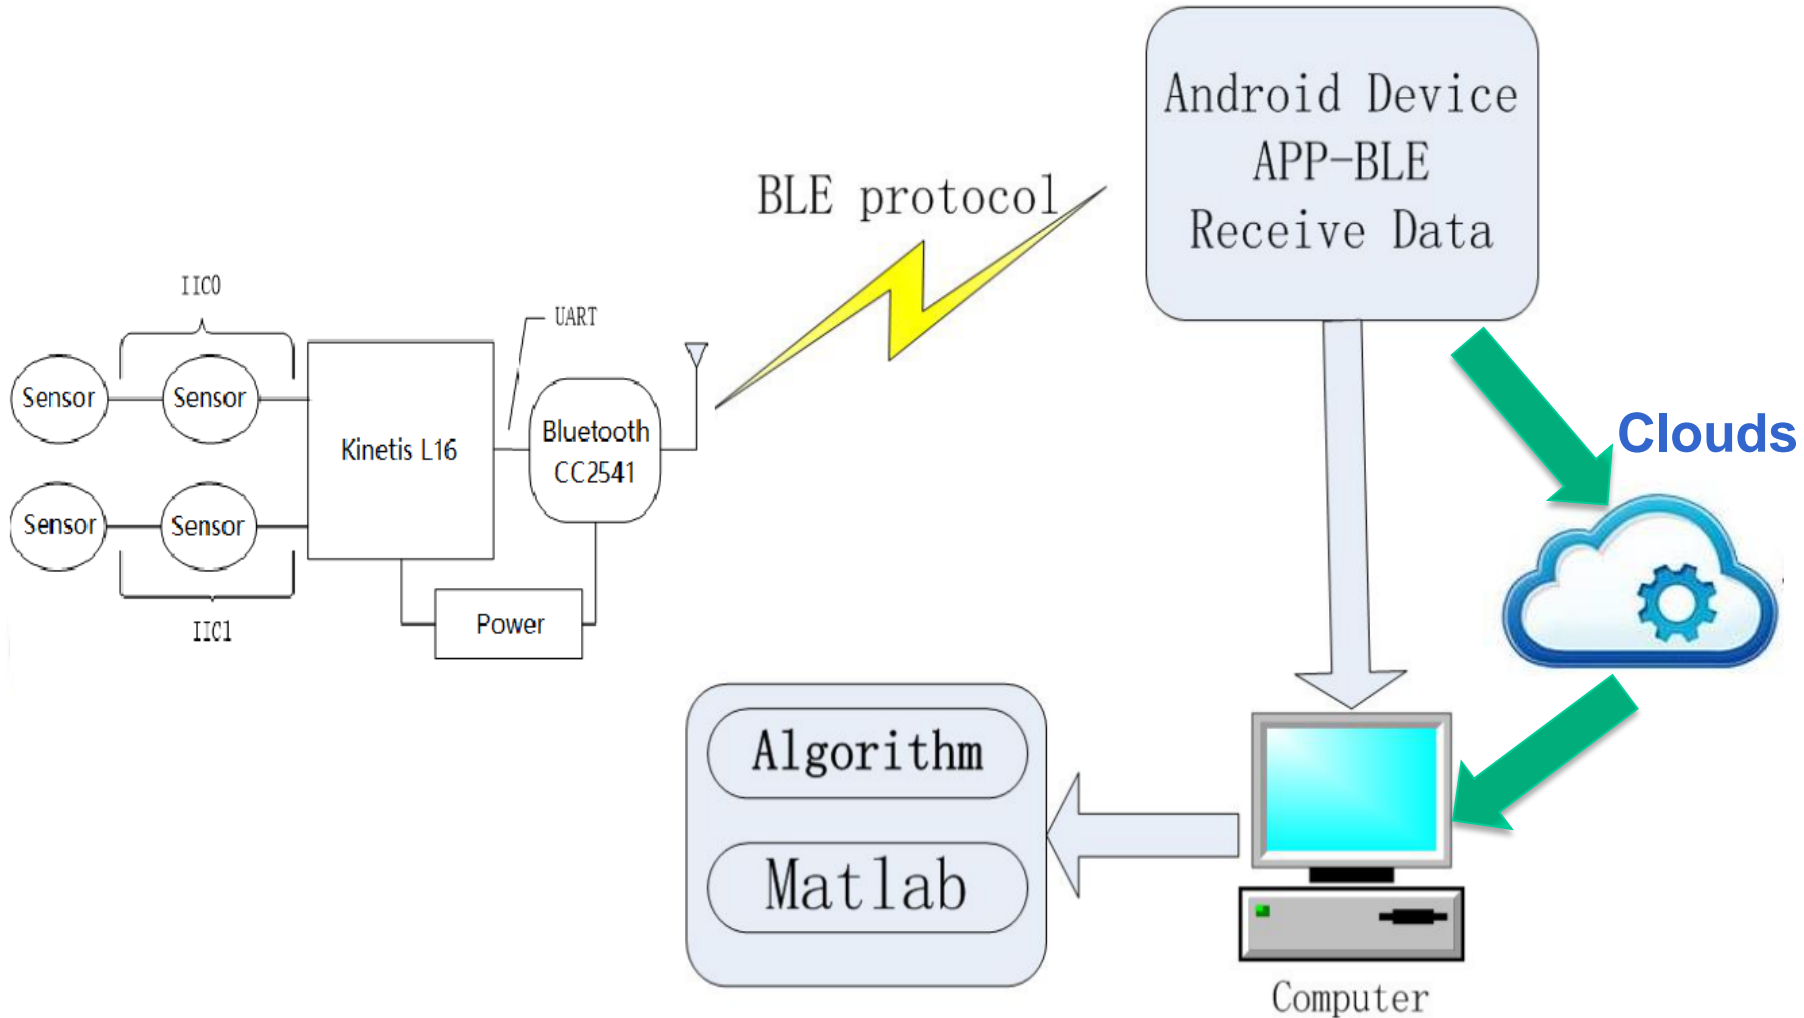 Android Device
APP-BLE
Receive Data
BLE protocol
IIC0
UART
Sensor
Sensor
Kinetis L16
Bluetooth
CC2541
Sensor
Sensor
IIC1
Power
Clouds
Algorithm
Matlab
Computer